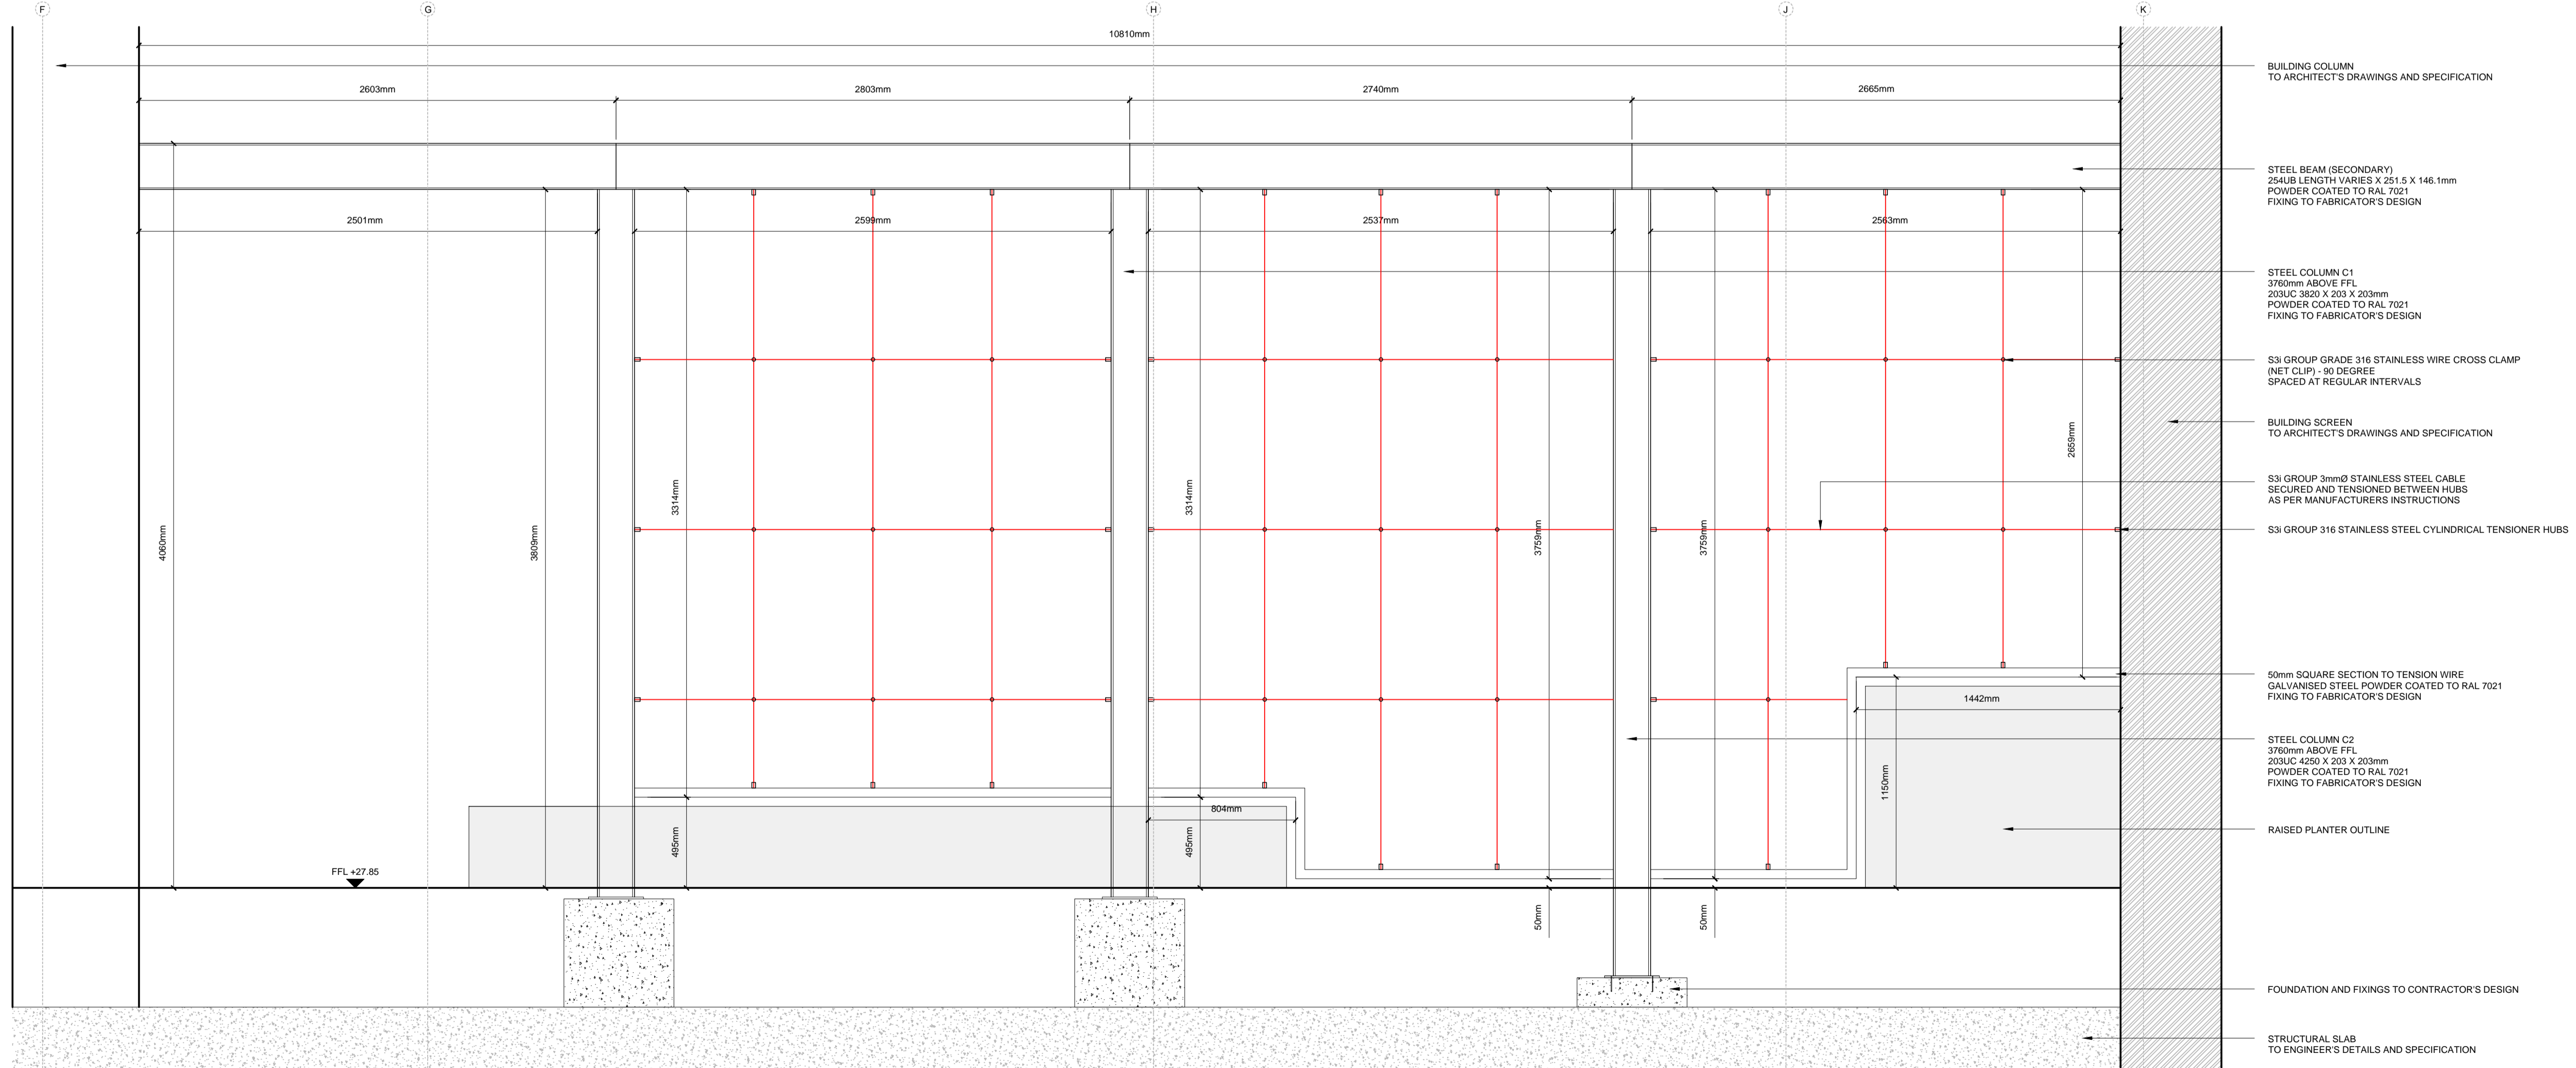 F
G
H
J
K
10810mm
2603mm
2803mm
2740mm
2665mm
2501mm
2599mm
2537mm
2563mm
4060mm
3809mm
3314mm
3314mm
3759mm
3759mm
2659mm
495mm
495mm
804mm
50mm
50mm
1150mm
1442mm
FFL +27.85
BUILDING COLUMN
TO ARCHITECT'S DRAWINGS AND SPECIFICATION
STEEL BEAM (SECONDARY)
254UB LENGTH VARIES X 251.5 X 146.1mm
POWDER COATED TO RAL 7021
FIXING TO FABRICATOR'S DESIGN
STEEL COLUMN C1
3760mm ABOVE FFL
203UC 3820 X 203 X 203mm
POWDER COATED TO RAL 7021
FIXING TO FABRICATOR'S DESIGN
S3i GROUP GRADE 316 STAINLESS WIRE CROSS CLAMP
(NET CLIP) - 90 DEGREE
SPACED AT REGULAR INTERVALS
BUILDING SCREEN
TO ARCHITECT'S DRAWINGS AND SPECIFICATION
S3i GROUP 3mmØ STAINLESS STEEL CABLE
SECURED AND TENSIONED BETWEEN HUBS
AS PER MANUFACTURERS INSTRUCTIONS
S3i GROUP 316 STAINLESS STEEL CYLINDRICAL TENSIONER HUBS
50mm SQUARE SECTION TO TENSION WIRE
GALVANISED STEEL POWDER COATED TO RAL 7021
FIXING TO FABRICATOR'S DESIGN
STEEL COLUMN C2
3760mm ABOVE FFL
203UC 4250 X 203 X 203mm
POWDER COATED TO RAL 7021
FIXING TO FABRICATOR'S DESIGN
RAISED PLANTER OUTLINE
FOUNDATION AND FIXINGS TO CONTRACTOR'S DESIGN
STRUCTURAL SLAB
TO ENGINEER'S DETAILS AND SPECIFICATION